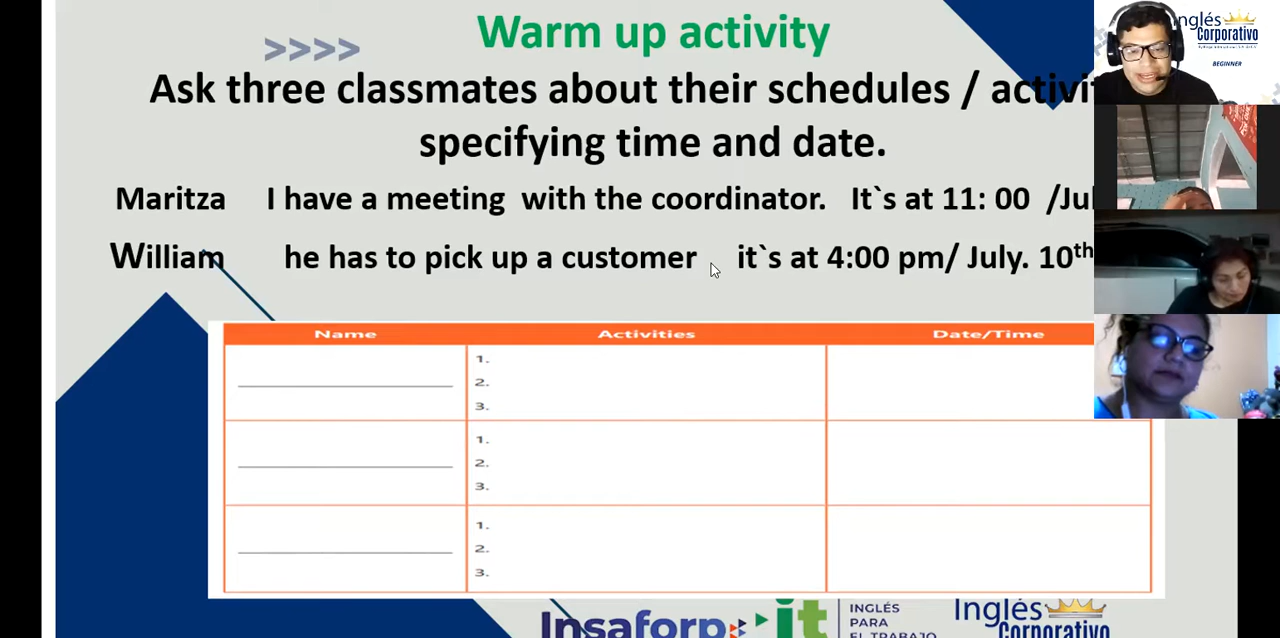 Warm up activity
>>>>
Ask three classmates about their schedules /
specifying time and date.
Maritza I have a meeting with the coordinator. It`s at 11: 00
William he has to pick up a customer it`s at 4:00 pm/ July. 10th
Name Activities Date/Time
1.
2.
3.
1.
2.
3.
1.
2.
3.
Insaforp it
INGLÉS
PARA
EL TRABAJO
Inglés
Corporativo
Inglés
Corporativo
BEGINNER